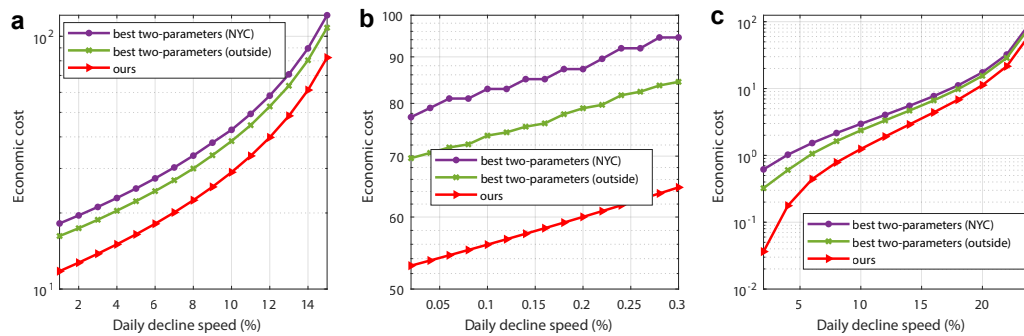 a
Economic cost
10^2
10^1
best two-parameters (NYC)
best two-parameters (outside)
ours
2 4 6 8 10 12 14
Daily decline speed (%)
b
Economic cost
100
90
80
70
60
50
best two-parameters (NYC)
best two-parameters (outside)
ours
0.05 0.1 0.15 0.2 0.25 0.3
Daily decline speed (%)
c
Economic cost
10^2
10^1
10^0
10^-1
10^-2
best two-parameters (NYC)
best two-parameters (outside)
ours
5 10 15 20
Daily decline speed (%)